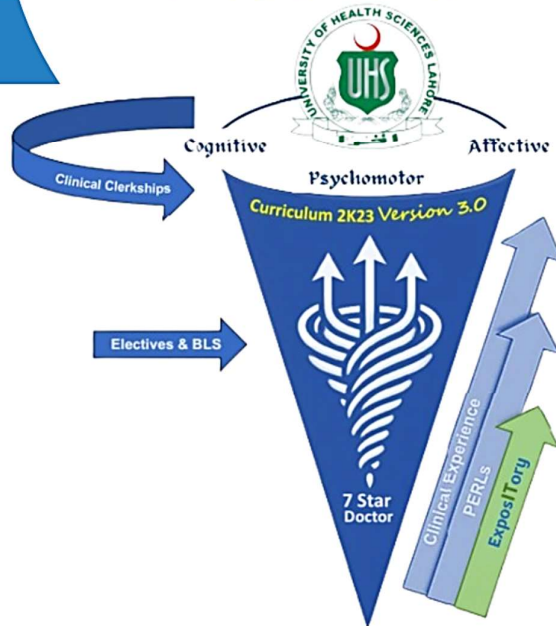 UNIVERSITY OF HEALTH SCIENCES LAHORE
UHS
Cognitive
Affective
Psychomotor
Clinical Clerkships
Curriculum 2K23 Version 3.0
Electives & BLS
7 Star
Doctor
Clinical Experience
PERLs
ExposITory